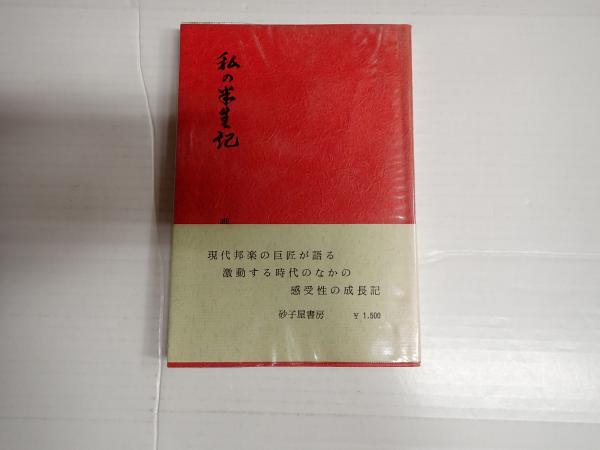 私の半生記
現代邦楽の巨匠が語る
激動する時代のなかの
感受性の成長記
砂子屋書房 ¥1,500